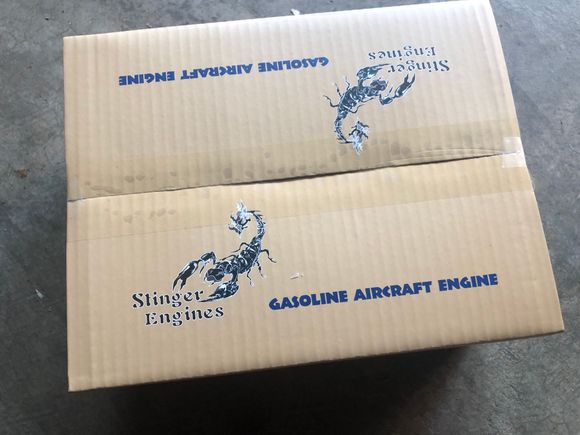 GASOLINE AIRCRAFT ENGINE
Stinger
Engines
Stinger
Engines
GASOLINE AIRCRAFT ENGINE